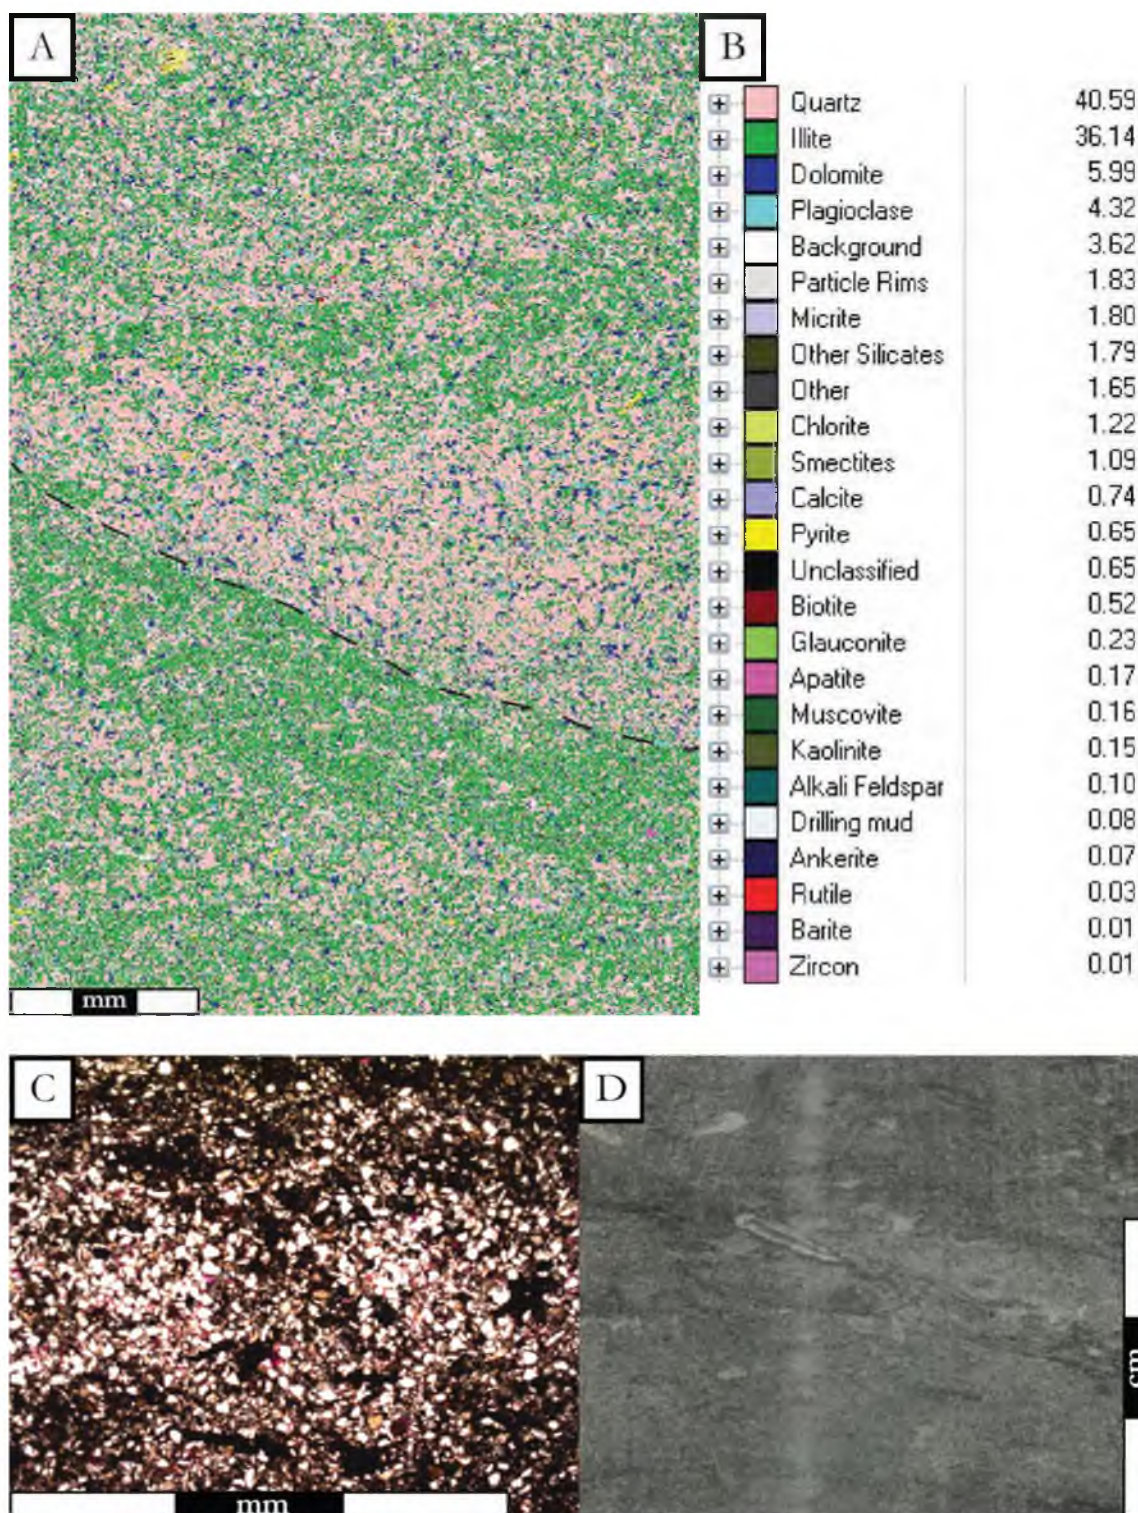 A
B
Quartz 40.59
Illite 36.14
Dolomite 5.99
Plagioclase 4.32
Background 3.62
Particle Rims 1.83
Micrite 1.80
Other Silicates 1.79
Other 1.65
Chlorite 1.22
Smectites 1.09
Calcite 0.74
Pyrite 0.65
Unclassified 0.65
Biotite 0.52
Glauconite 0.23
Apatite 0.17
Muscovite 0.16
Kaolinite 0.15
Alkali Feldspar 0.10
Drilling mud 0.08
Ankerite 0.07
Rutile 0.03
Barite 0.01
Zircon 0.01
mm
C
D
mm
cm